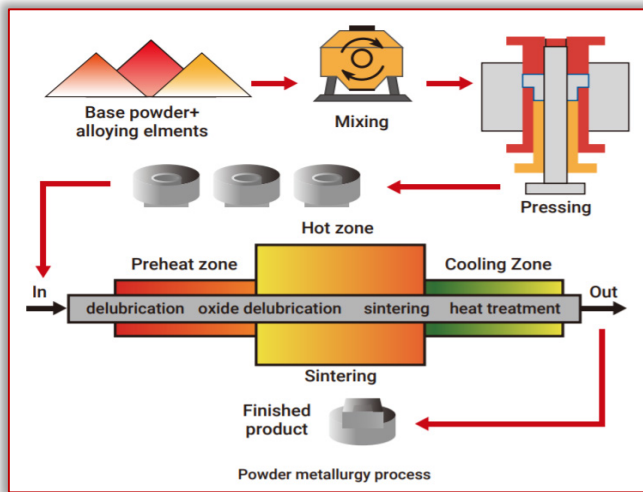 Base powder+
alloying elments
Mixing
Pressing
Hot zone
Preheat zone
Cooling Zone
In
Out
delubrication oxide delubrication sintering heat treatment
Sintering
Finished
product
Powder metallurgy process